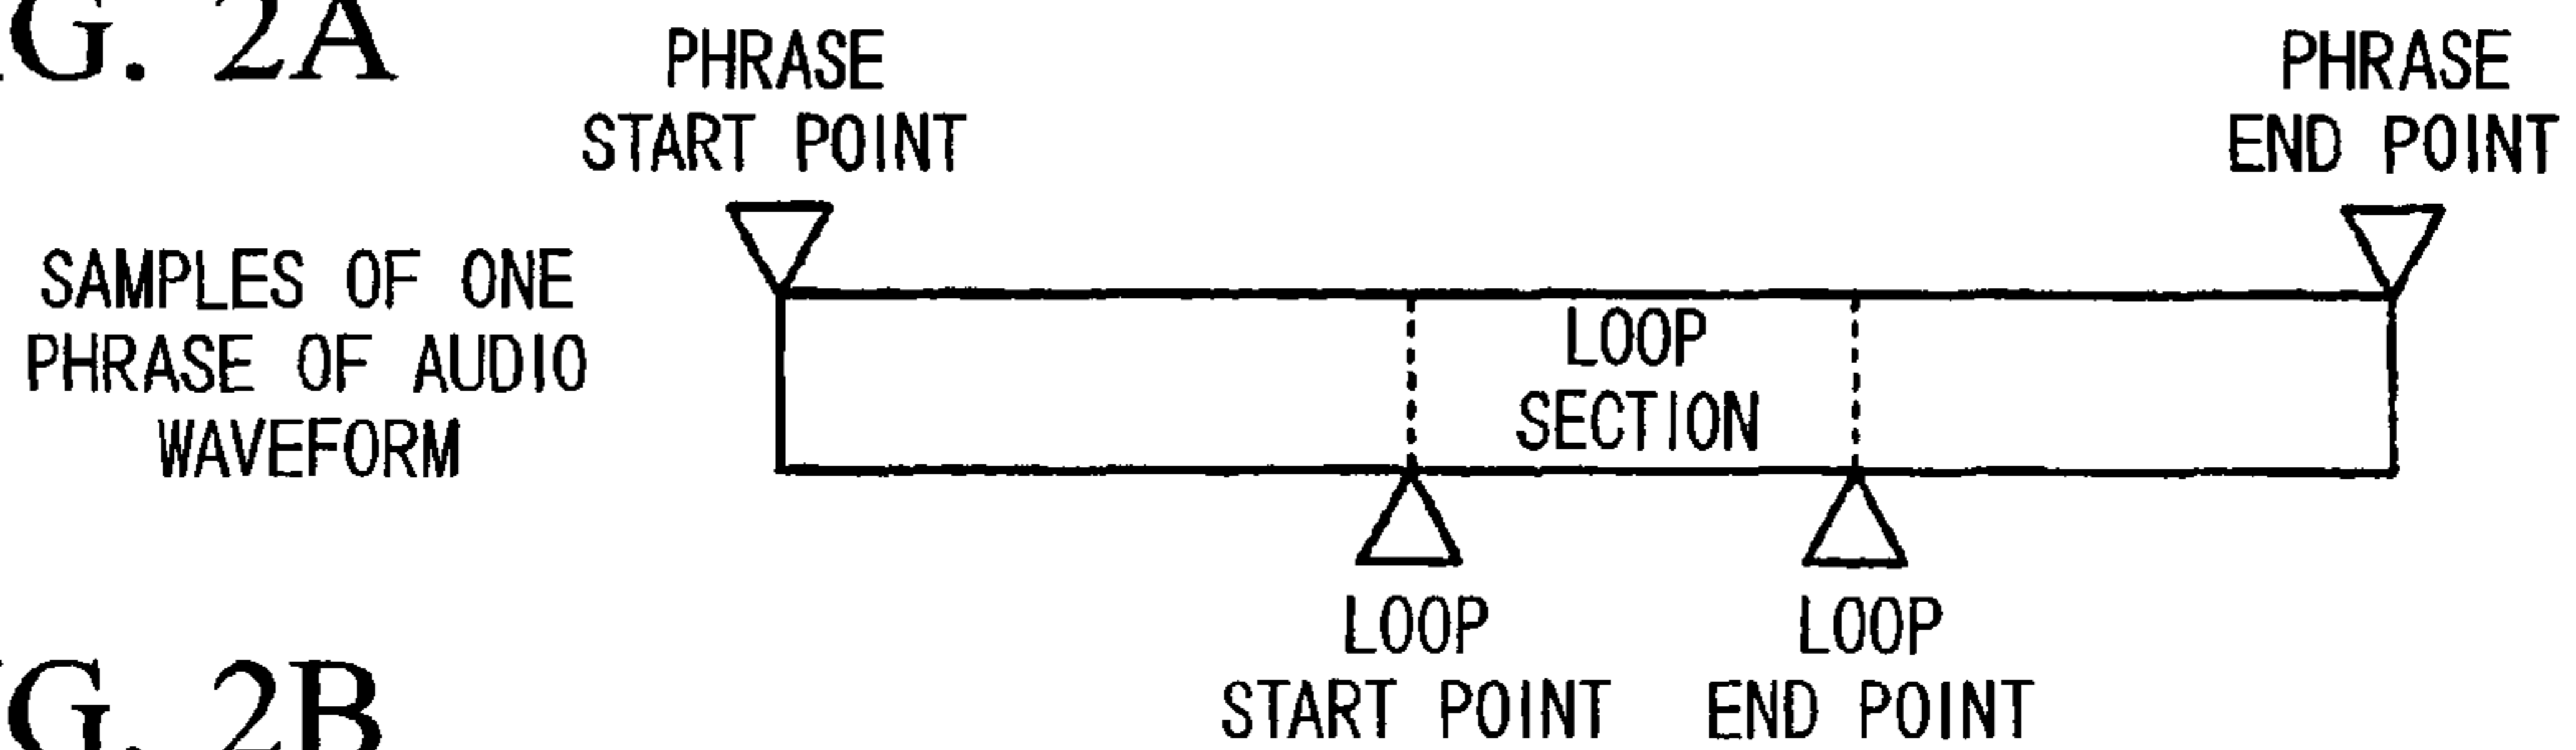 G. 2A
PHRASE
START POINT
PHRASE
END POINT
SAMPLES OF ONE
PHRASE OF AUDIO
WAVEFORM
LOOP
SECTION
LOOP
START POINT
LOOP
END POINT
G. 2B